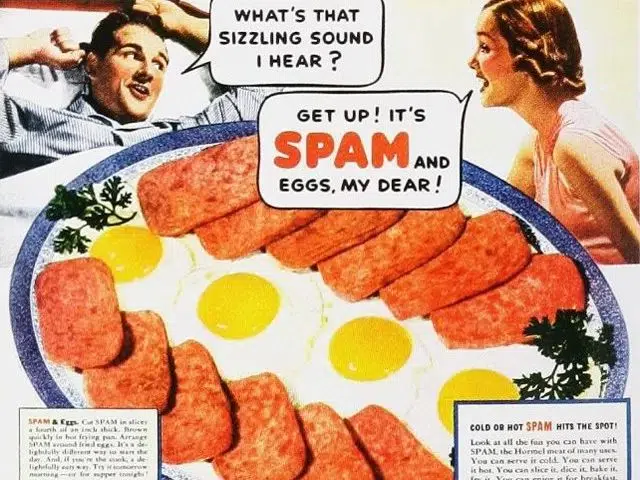 WHAT'S THAT
SIZZLING SOUND
I HEAR?
GET UP! IT'S
SPAM AND
EGGS, MY DEAR!
SPAM & Eggs. Cut SPAM in slices
a fourth of an inch thick. Brown
quickly in hot frying pan. Arrange
SPAM around fried eggs. It's a de-
lightfully different way to start the
day. And, if you're the cook, a de-
lightfully easy way. Try it tomorrow
morning—or for supper tonight!
COLD OR HOT SPAM HITS THE SPOT!
Look at all the fun you can have with
SPAM, the Hormel meat of many uses.
You can serve it cold. You can serve
it hot. You can slice it, dice it, bake it,
fry it. You can enjoy it for breakfast,